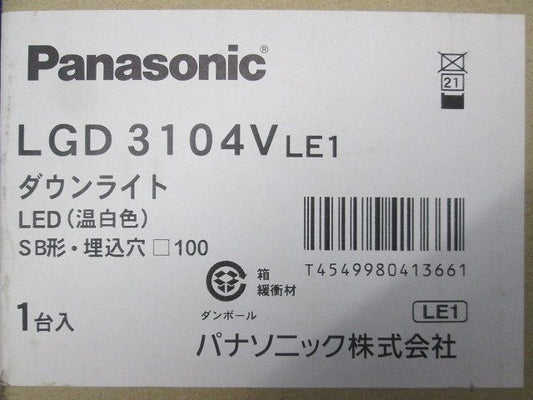 Panasonic®
LGD 3104V LE1
21
ダウンライト
LED(温白色)
SB形・埋込穴 □100
T4549980413661
箱
緩衝材
ダンボール
1台入
LE1
パナソニック株式会社